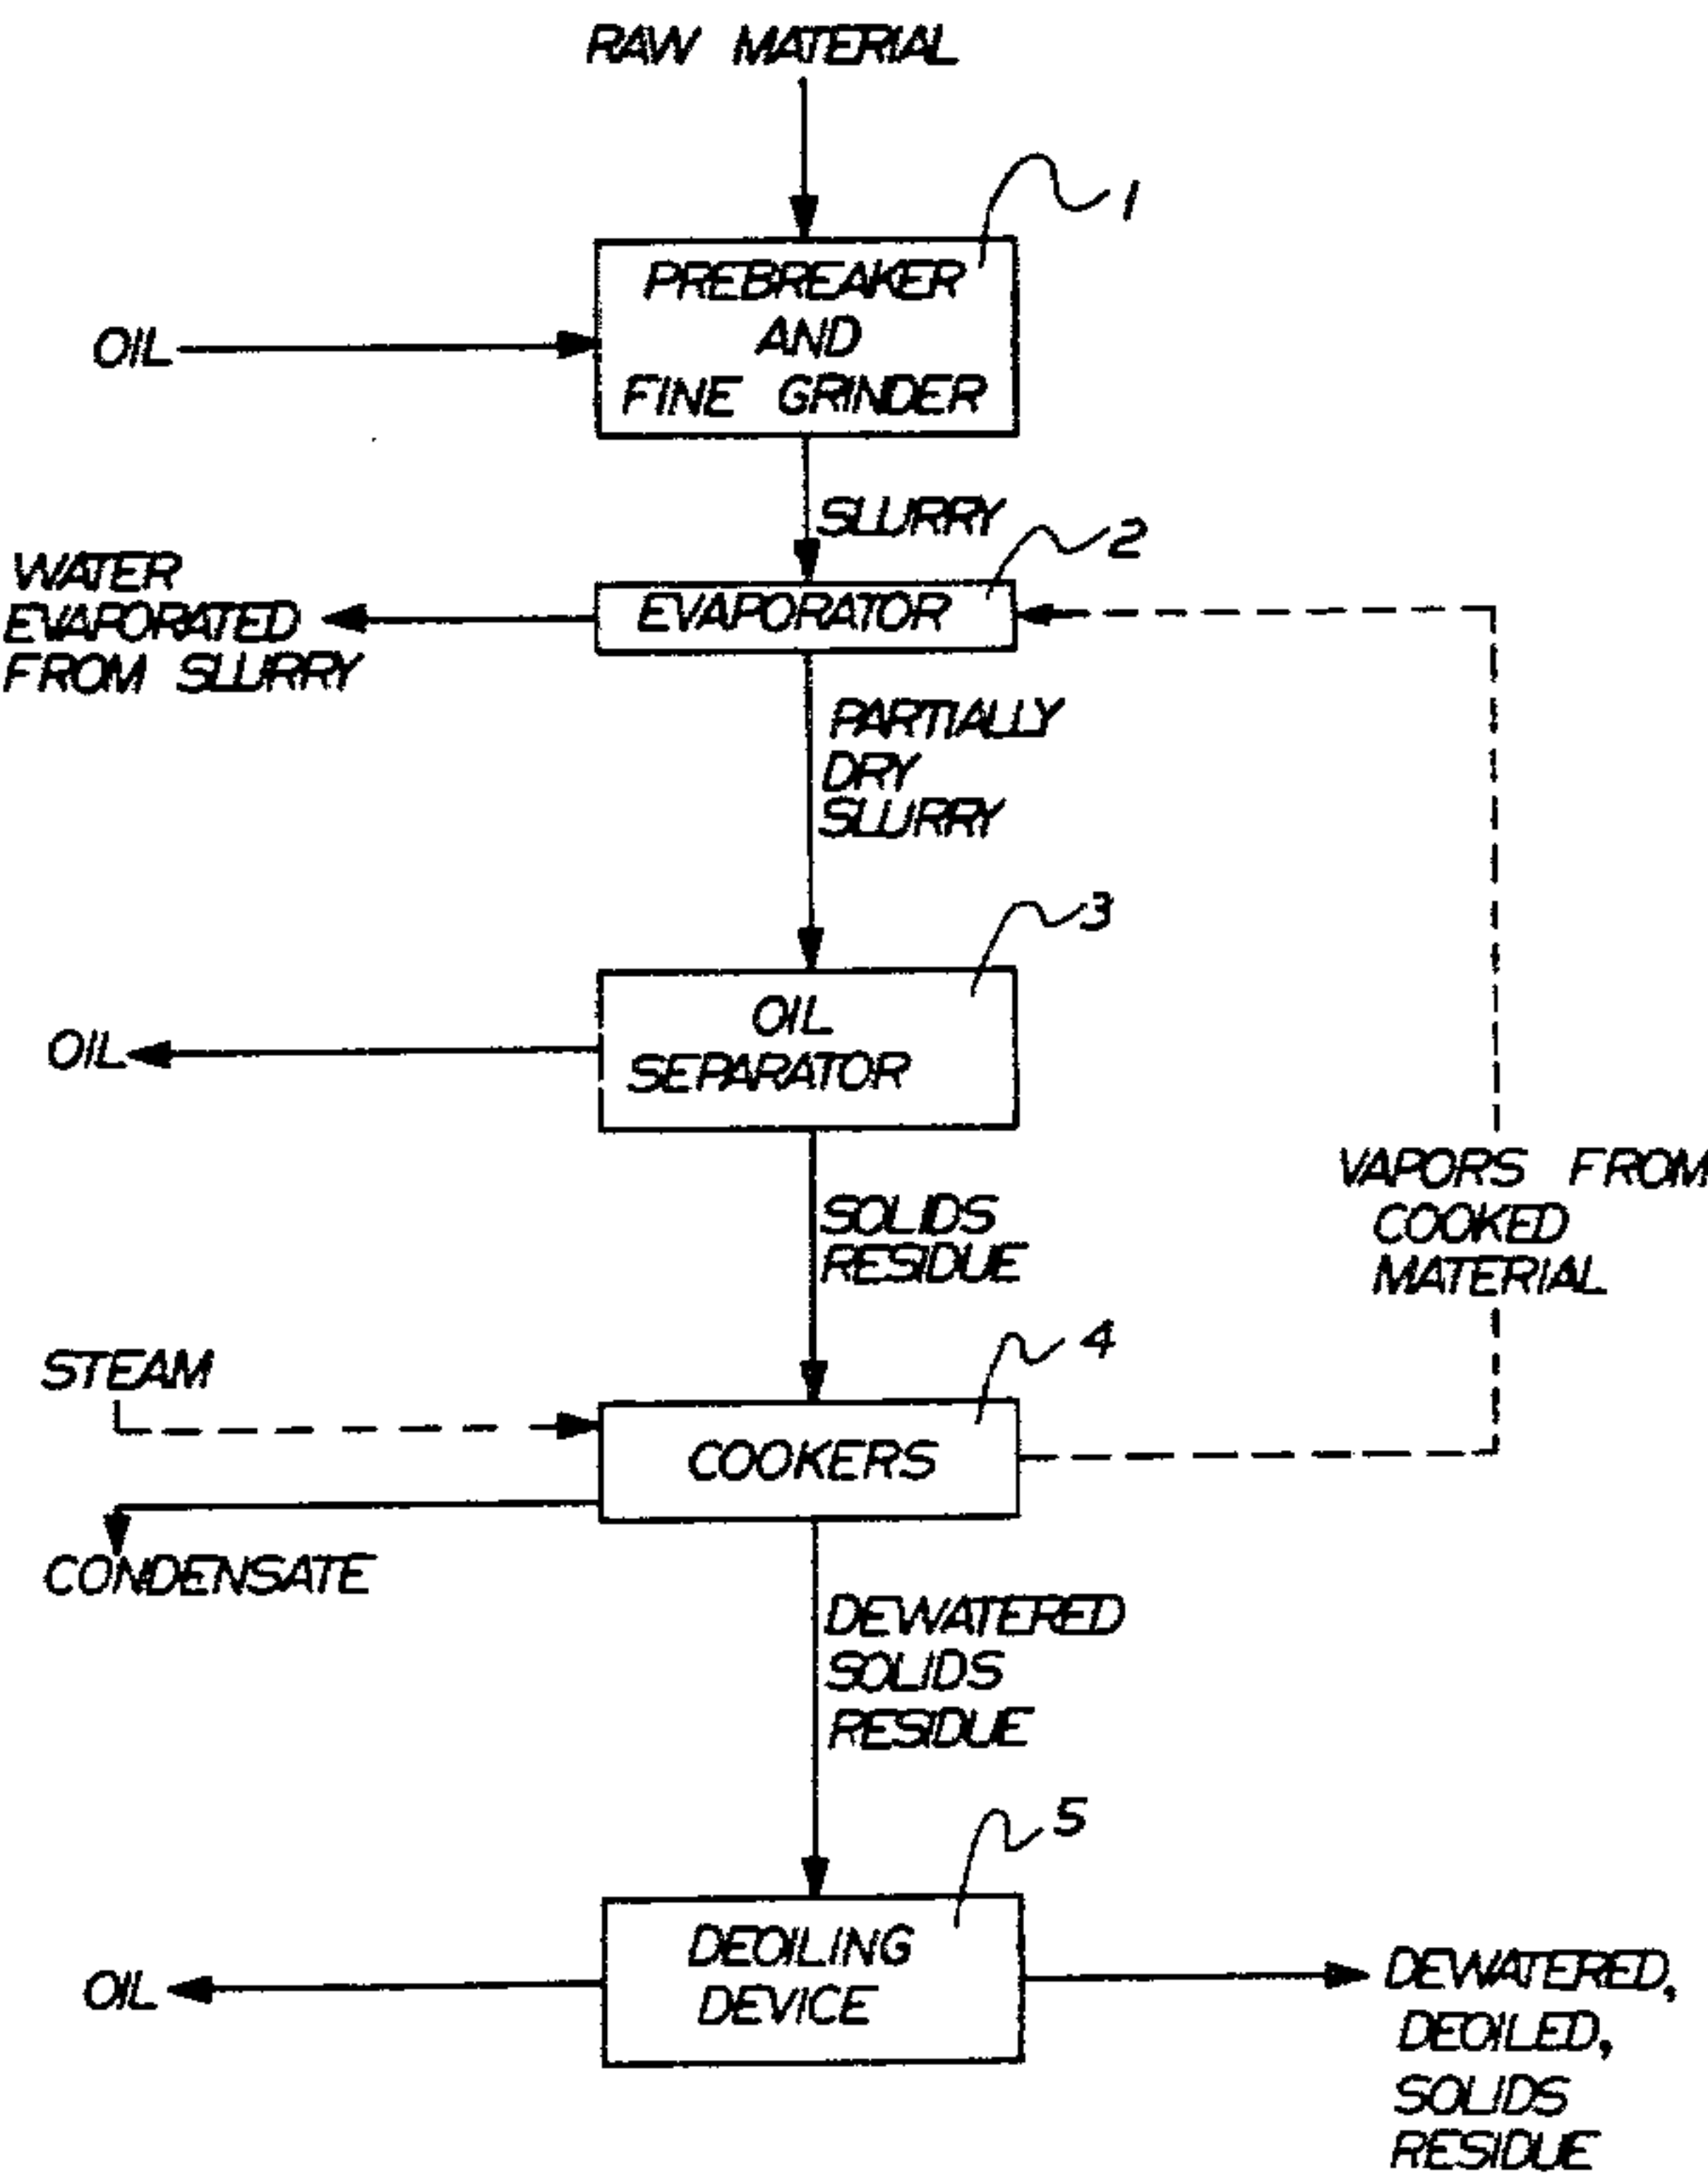 RAW MATERIAL
1
PREBREAKER
AND
FINE GRINDER
OIL
SLURRY
2
WATER
EVAPORATED
FROM SLURRY
EVAPORATOR
PARTIALLY
DRY
SLURRY
3
OIL
SEPARATOR
OIL
SOLIDS
RESIDUE
VAPORS FROM
COOKED
MATERIAL
STEAM
4
COOKERS
CONDENSATE
DEWATERED
SOLIDS
RESIDUE
5
DEOILING
DEVICE
OIL
DEWATERED,
DEOILED,
SOLIDS
RESIDUE